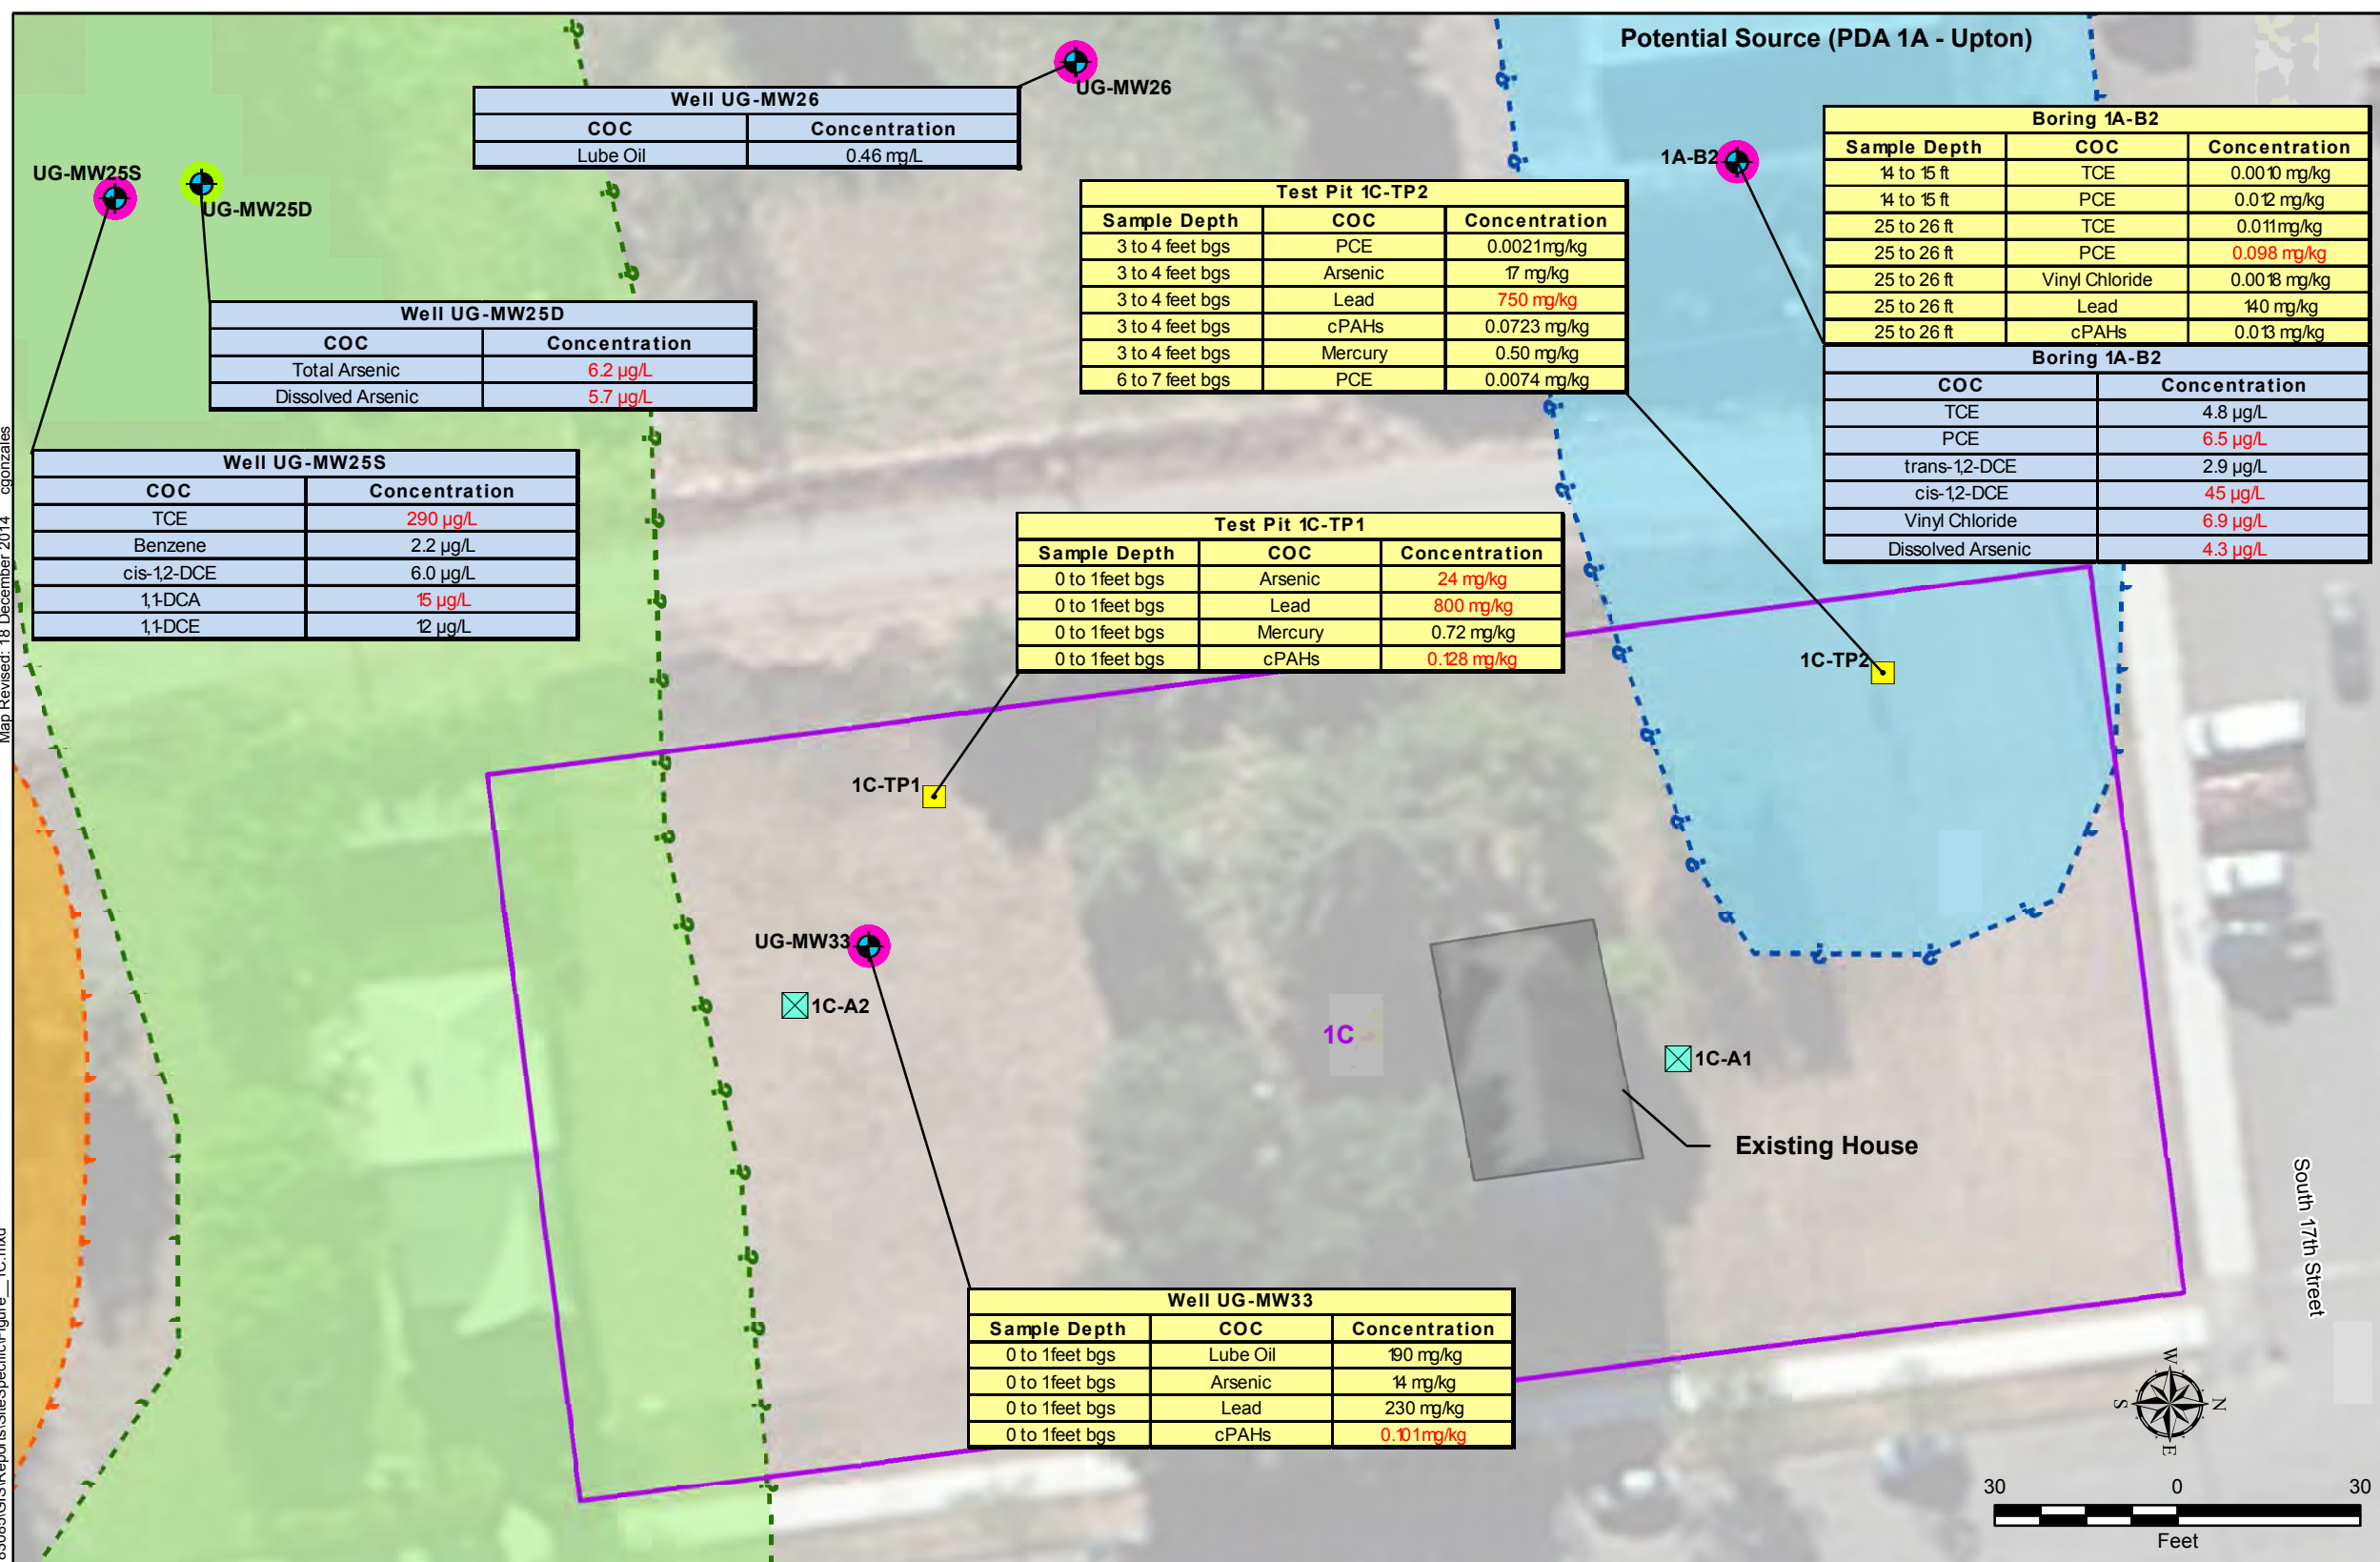 Potential Source (PDA 1A - Upton)
UG-MW26
Well UG-MW26
COC Concentration
Lube Oil 0.46 mg/L
UG-MW25S
UG-MW25D
1A-B2
Boring 1A-B2
Sample Depth COC Concentration
14 to 15 ft TCE 0.0010 mg/kg
14 to 15 ft PCE 0.012 mg/kg
25 to 26 ft TCE 0.011 mg/kg
25 to 26 ft PCE 0.098 mg/kg
25 to 26 ft Vinyl Chloride 0.0018 mg/kg
25 to 26 ft Lead 140 mg/kg
25 to 26 ft cPAHs 0.013 mg/kg
Boring 1A-B2
COC Concentration
TCE 4.8 µg/L
PCE 6.5 µg/L
trans-1,2-DCE 2.9 µg/L
cis-1,2-DCE 45 µg/L
Vinyl Chloride 6.9 µg/L
Dissolved Arsenic 4.3 µg/L
Test Pit 1C-TP2
Sample Depth COC Concentration
3 to 4 feet bgs PCE 0.0021 mg/kg
3 to 4 feet bgs Arsenic 17 mg/kg
3 to 4 feet bgs Lead 750 mg/kg
3 to 4 feet bgs cPAHs 0.0723 mg/kg
3 to 4 feet bgs Mercury 0.50 mg/kg
6 to 7 feet bgs PCE 0.0074 mg/kg
Well UG-MW25D
COC Concentration
Total Arsenic 6.2 µg/L
Dissolved Arsenic 5.7 µg/L
Well UG-MW25S
COC Concentration
TCE 290 µg/L
Benzene 2.2 µg/L
cis-1,2-DCE 6.0 µg/L
1,1-DCA 15 µg/L
1,1-DCE 12 µg/L
Test Pit 1C-TP1
Sample Depth COC Concentration
0 to 1 feet bgs Arsenic 24 mg/kg
0 to 1 feet bgs Lead 800 mg/kg
0 to 1 feet bgs Mercury 0.72 mg/kg
0 to 1 feet bgs cPAHs 0.128 mg/kg
1C-TP2
1C-TP1
UG-MW33
1C-A2
1C
1C-A1
Existing House
Well UG-MW33
Sample Depth COC Concentration
0 to 1 feet bgs Lube Oil 190 mg/kg
0 to 1 feet bgs Arsenic 14 mg/kg
0 to 1 feet bgs Lead 230 mg/kg
0 to 1 feet bgs cPAHs 0.101 mg/kg
South 17th Street
W
S N
E
30 0 30
Feet
Map Revised: 18 December 2014 cgonzales